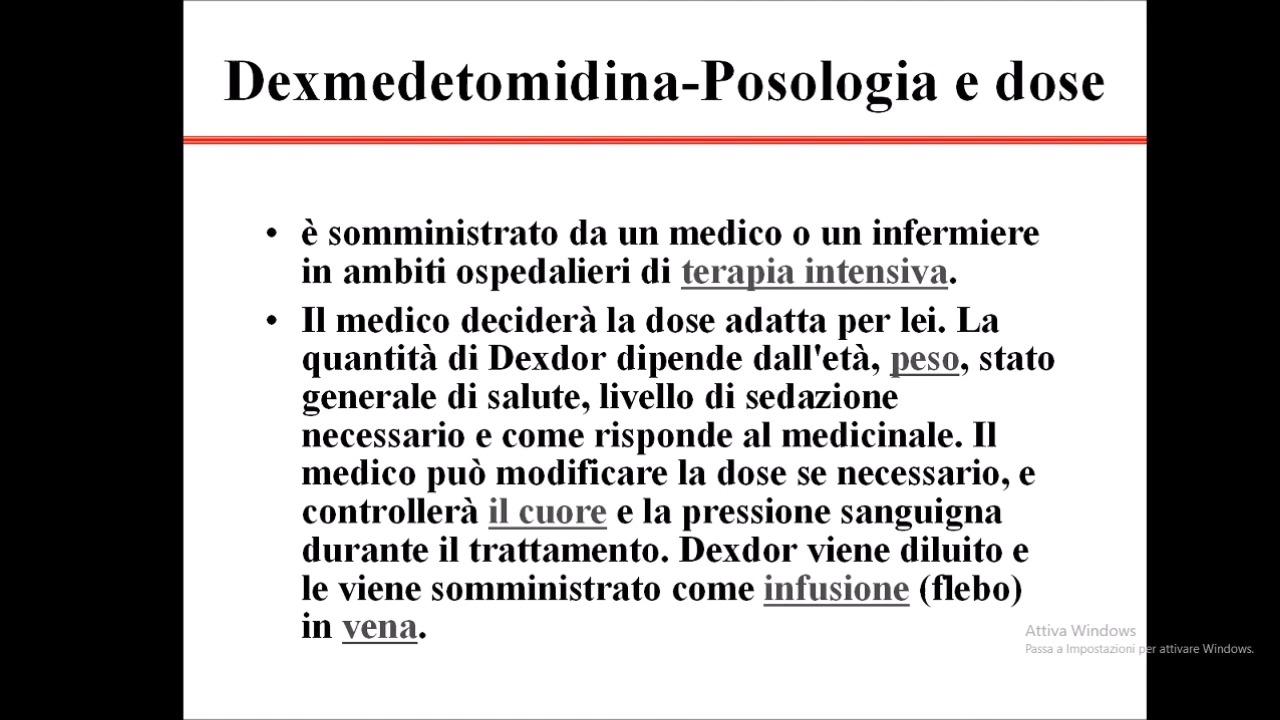 Dexmedetomidina-Posologia e dose
• è somministrato da un medico o un infermiere
in ambiti ospedalieri di terapia intensiva.
• Il medico deciderà la dose adatta per lei. La
quantità di Dexdor dipende dall'età, peso, stato
generale di salute, livello di sedazione
necessario e come risponde al medicinale. Il
medico può modificare la dose se necessario, e
controllerà il cuore e la pressione sanguigna
durante il trattamento. Dexdor viene diluito e
le viene somministrato come infusione (flebo)
in vena.
Attiva Windows
Passa a Impostazioni per attivare Windows.